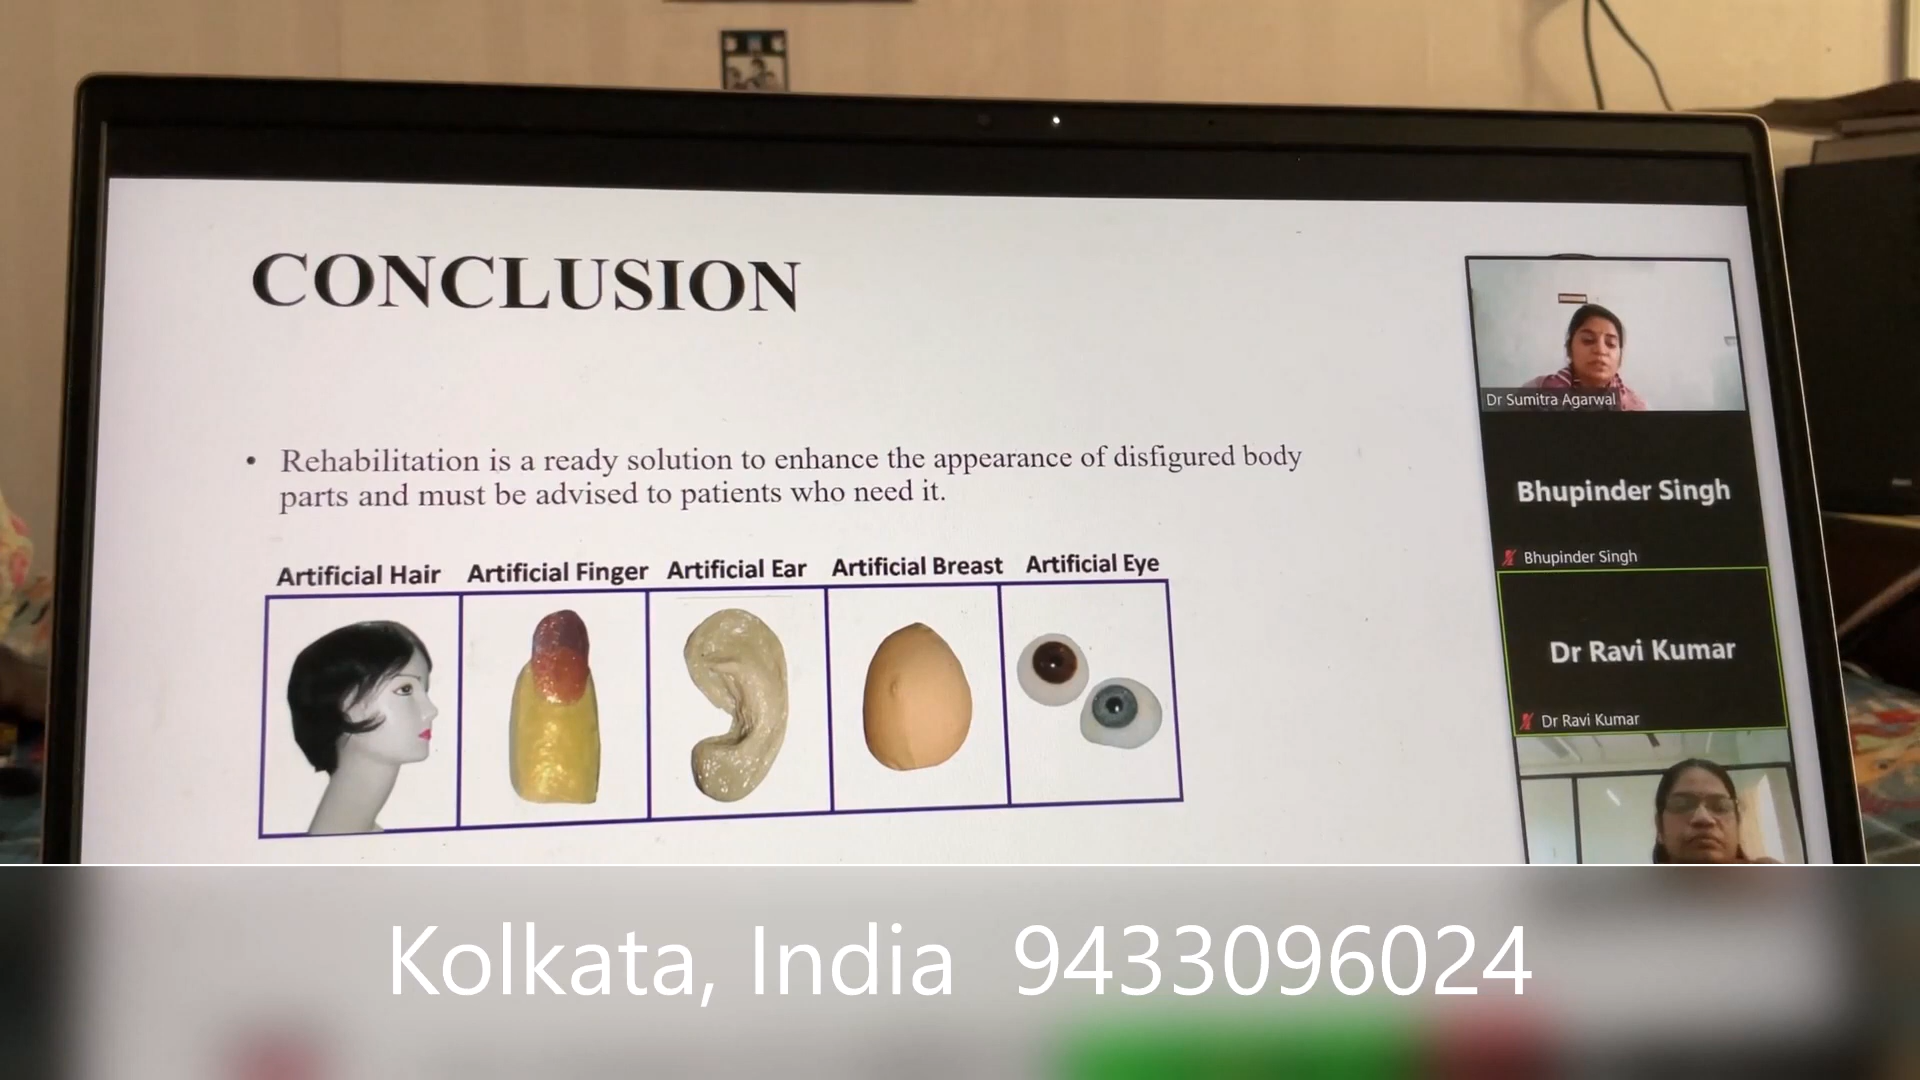 CONCLUSION
• Rehabilitation is a ready solution to enhance the appearance of disfigured body
parts and must be advised to patients who need it.
Artificial Hair Artificial Finger Artificial Ear Artificial Breast Artificial Eye
Dr Sumitra Agarwal
Bhupinder Singh
Bhupinder Singh
Dr Ravi Kumar
Dr Ravi Kumar
Kolkata, India 9433096024